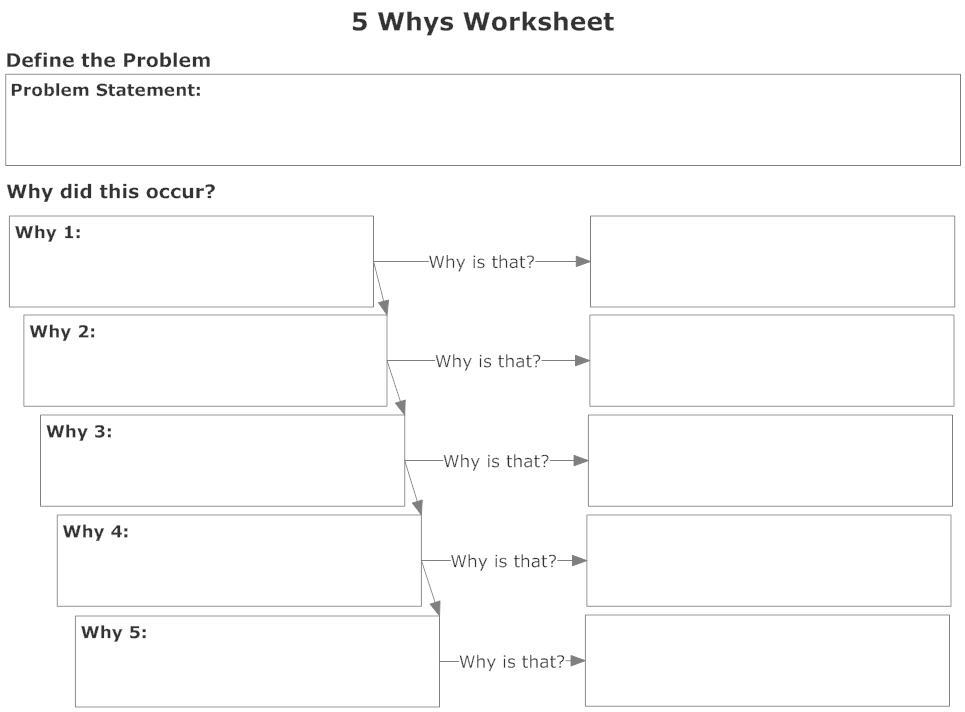 5 Whys Worksheet
Define the Problem
Problem Statement:
Why did this occur?
Why 1:
Why is that?
Why 2:
Why is that?
Why 3:
Why is that?
Why 4:
Why is that?
Why 5:
Why is that?